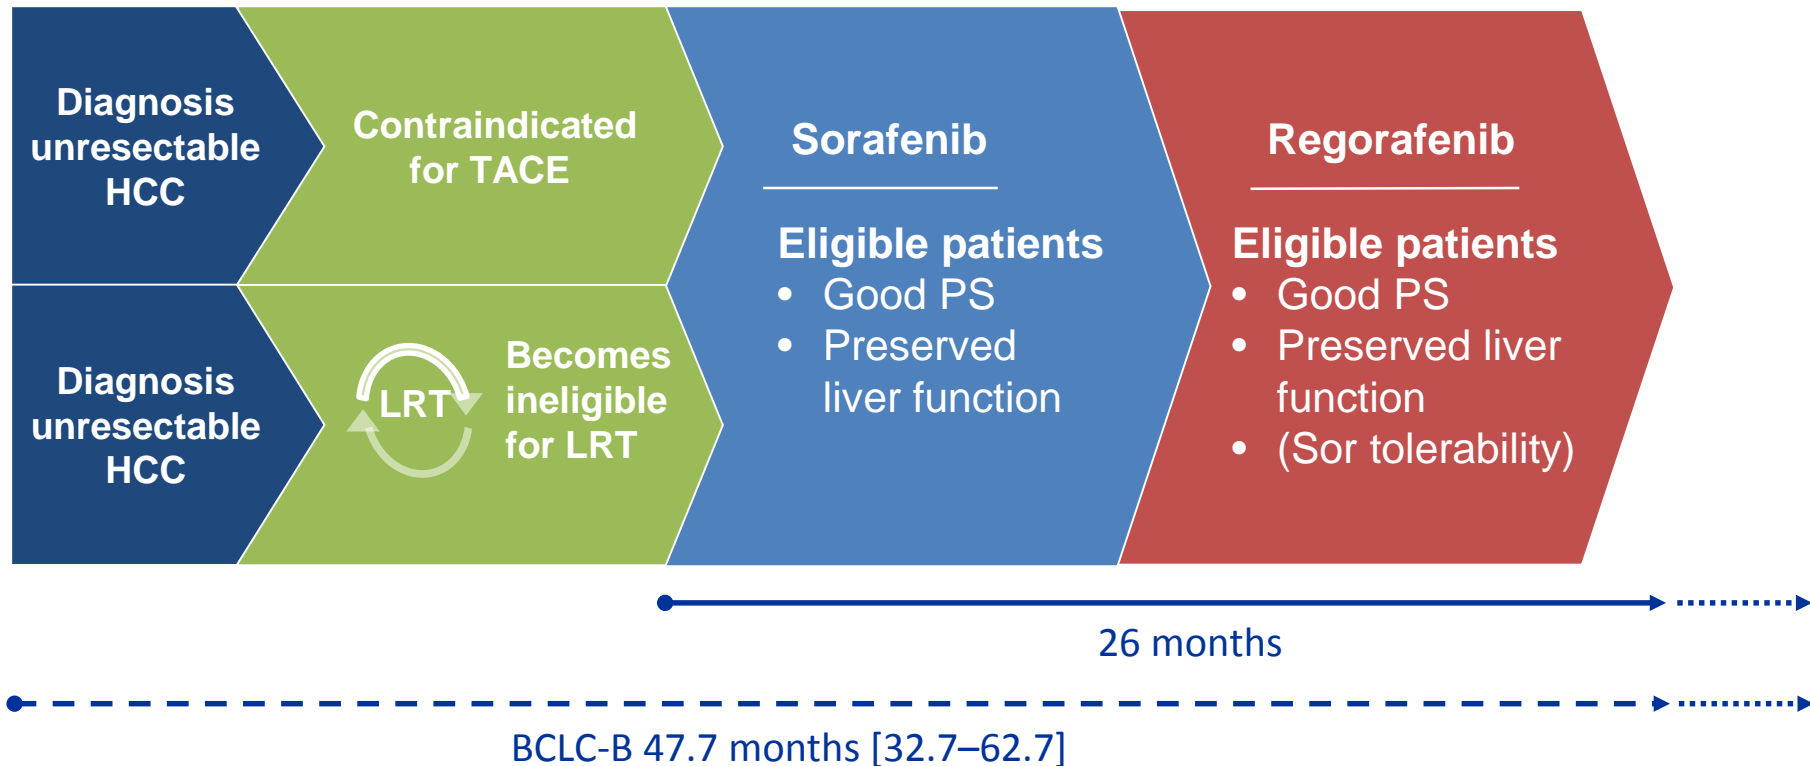 Diagnosis
unresectable
HCC
Contraindicated
for TACE
Diagnosis
unresectable
HCC
LRT
Becomes
ineligible
for LRT
Sorafenib
Eligible patients
• Good PS
• Preserved
liver function
Regorafenib
Eligible patients
• Good PS
• Preserved liver
function
• (Sor tolerability)
26 months
BCLC-B 47.7 months [32.7–62.7]